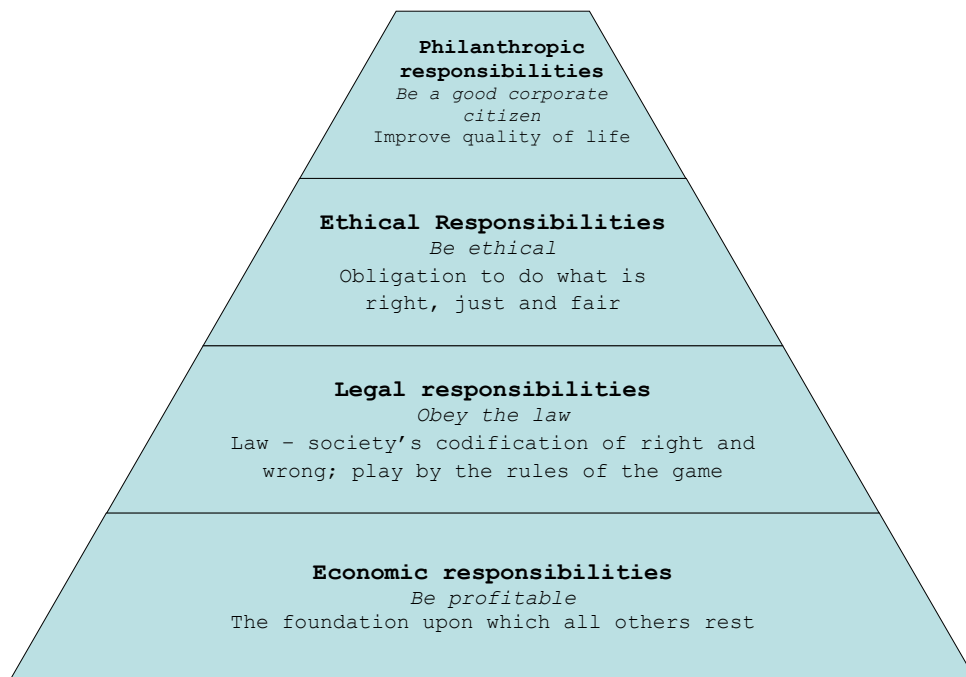 Philanthropic
responsibilities
Be a good corporate
citizen
Improve quality of life
Ethical Responsibilities
Be ethical
Obligation to do what is
right, just and fair
Legal responsibilities
Obey the law
Law – society’s codification of right and
wrong; play by the rules of the game
Economic responsibilities
Be profitable
The foundation upon which all others rest